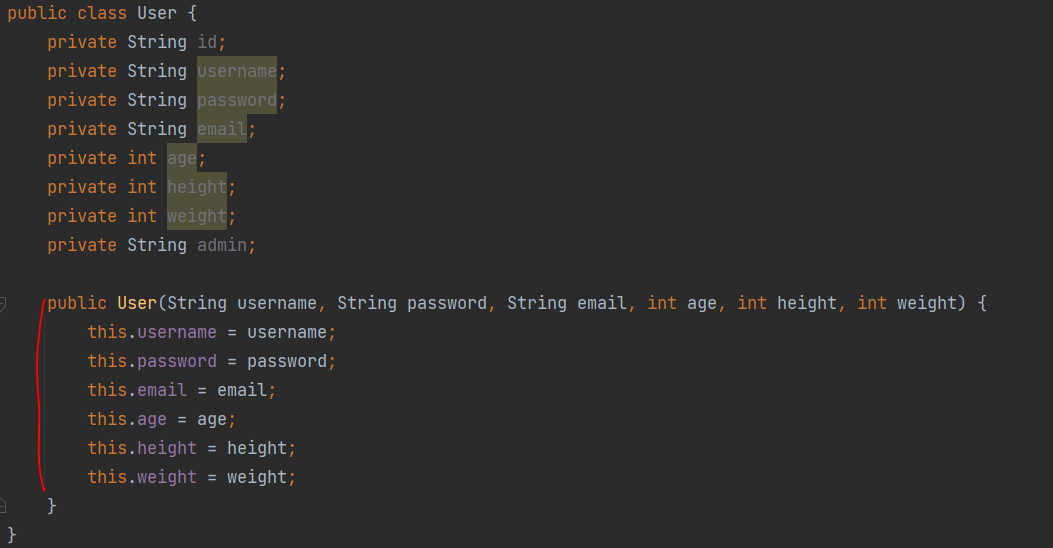 public class User {
    private String id;
    private String username;
    private String password;
    private String email;
    private int age;
    private int height;
    private int weight;
    private String admin;

    public User(String username, String password, String email, int age, int height, int weight) {
        this.username = username;
        this.password = password;
        this.email = email;
        this.age = age;
        this.height = height;
        this.weight = weight;
    }
}